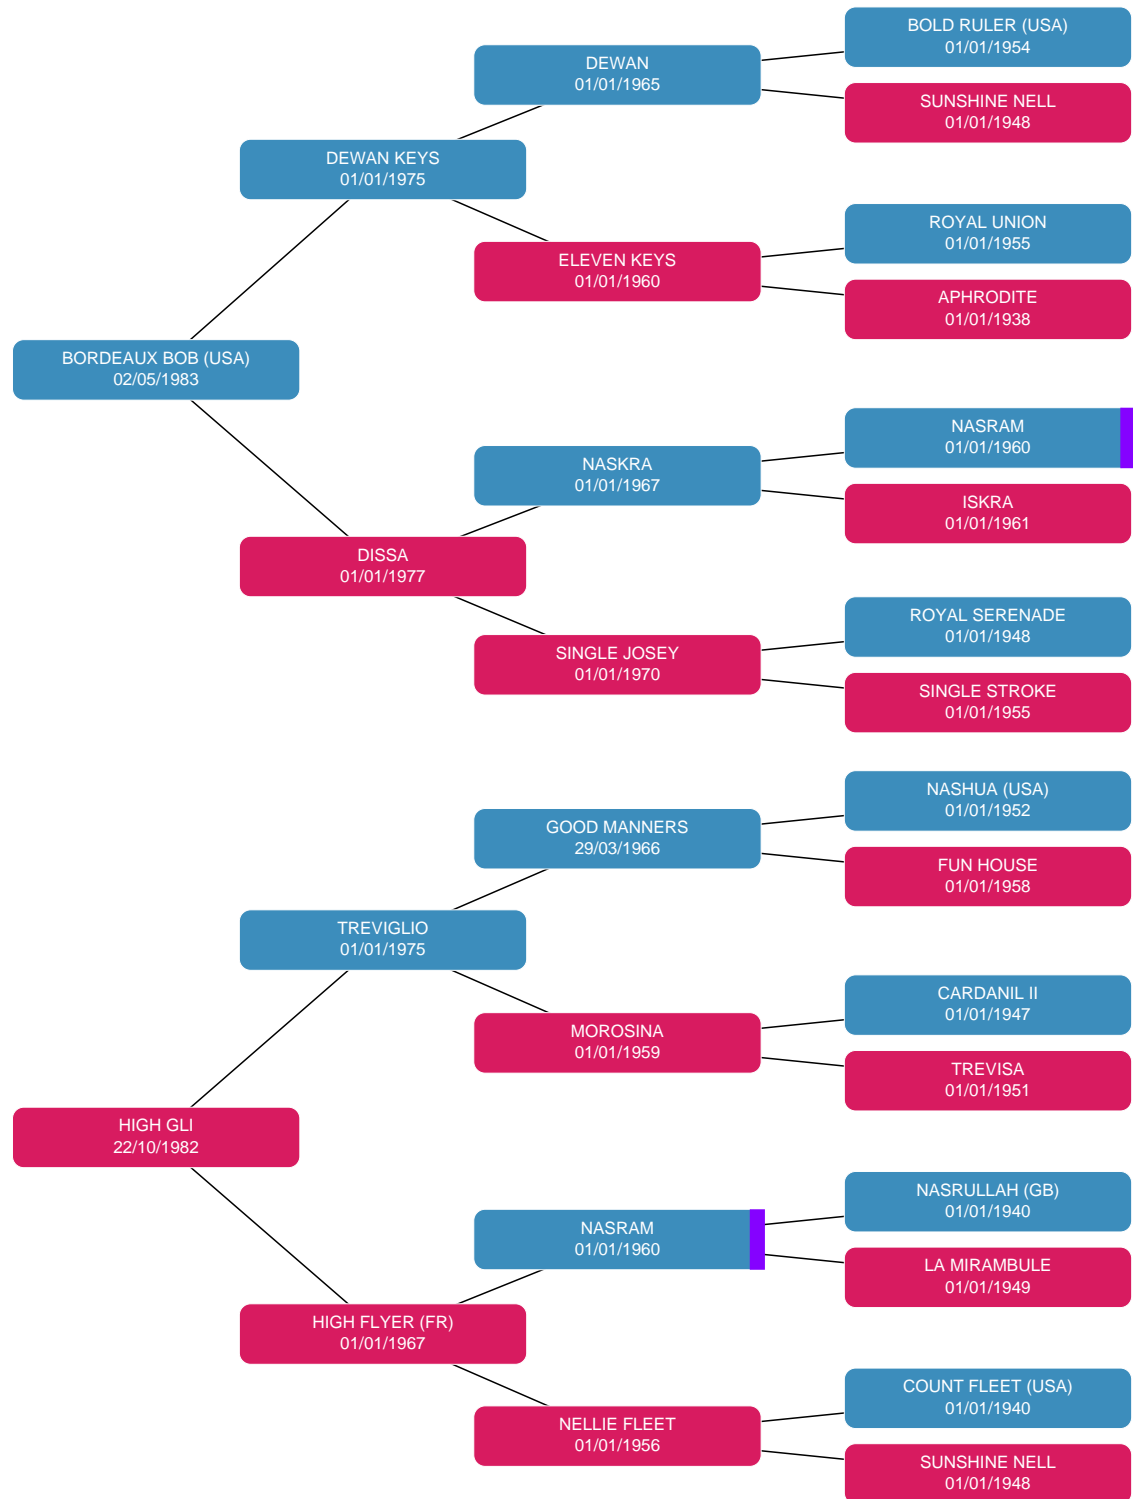 BOLD RULER (USA)
01/01/1954
DEWAN
01/01/1965
SUNSHINE NELL
01/01/1948
DEWAN KEYS
01/01/1975
ROYAL UNION
01/01/1955
ELEVEN KEYS
01/01/1960
APHRODITE
01/01/1938
BORDEAUX BOB (USA)
02/05/1983
NASRAM
01/01/1960
NASKRA
01/01/1967
ISKRA
01/01/1961
DISSA
01/01/1977
ROYAL SERENADE
01/01/1948
SINGLE JOSEY
01/01/1970
SINGLE STROKE
01/01/1955
NASHUA (USA)
01/01/1952
GOOD MANNERS
29/03/1966
FUN HOUSE
01/01/1958
TREVIGLIO
01/01/1975
CARDANIL II
01/01/1947
MOROSINA
01/01/1959
TREVISA
01/01/1951
HIGH GLI
22/10/1982
NASRULLAH (GB)
01/01/1940
NASRAM
01/01/1960
LA MIRAMBULE
01/01/1949
HIGH FLYER (FR)
01/01/1967
COUNT FLEET (USA)
01/01/1940
NELLIE FLEET
01/01/1956
SUNSHINE NELL
01/01/1948